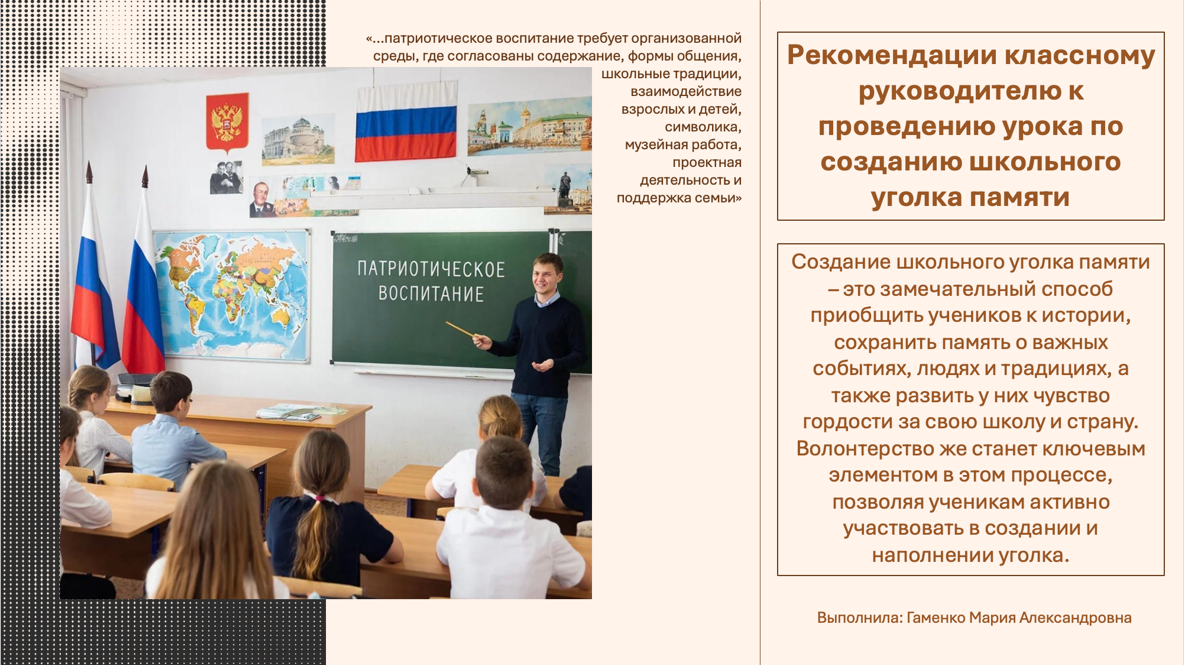 «...патриотическое воспитание требует организованной
среды, где согласованы содержание, формы общения,
школьные традиции,
взаимодействие
взрослых и детей,
символика,
музейная работа,
проектная
деятельность и
поддержка семьи»
ПАТРИОТИЧЕСКОЕ
ВОСПИТАНИЕ
Рекомендации классному
руководителю к
проведению урока по
созданию школьного
уголка памяти
Создание школьного уголка памяти
– это замечательный способ
приобщить учеников к истории,
сохранить память о важных
событиях, людях и традициях, а
также развить у них чувство
гордости за свою школу и страну.
Волонтерство же станет ключевым
элементом в этом процессе,
позволяя ученикам активно
участвовать в создании и
наполнении уголка.
Выполнила: Гаменко Мария Александровна